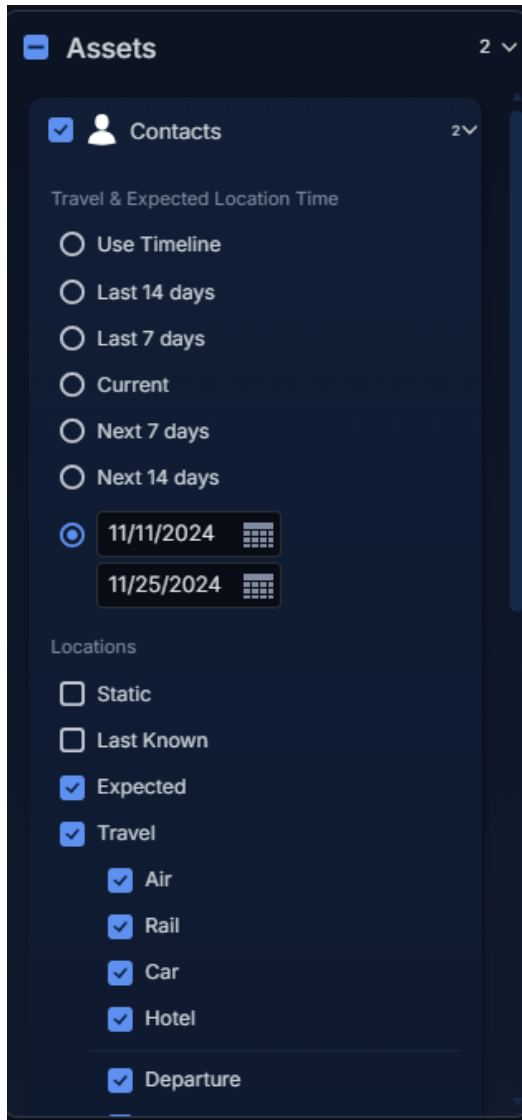 Assets 2
Contacts 2
Travel & Expected Location Time
Use Timeline
Last 14 days
Last 7 days
Current
Next 7 days
Next 14 days
11/11/2024
11/25/2024
Locations
Static
Last Known
Expected
Travel
Air
Rail
Car
Hotel
Departure